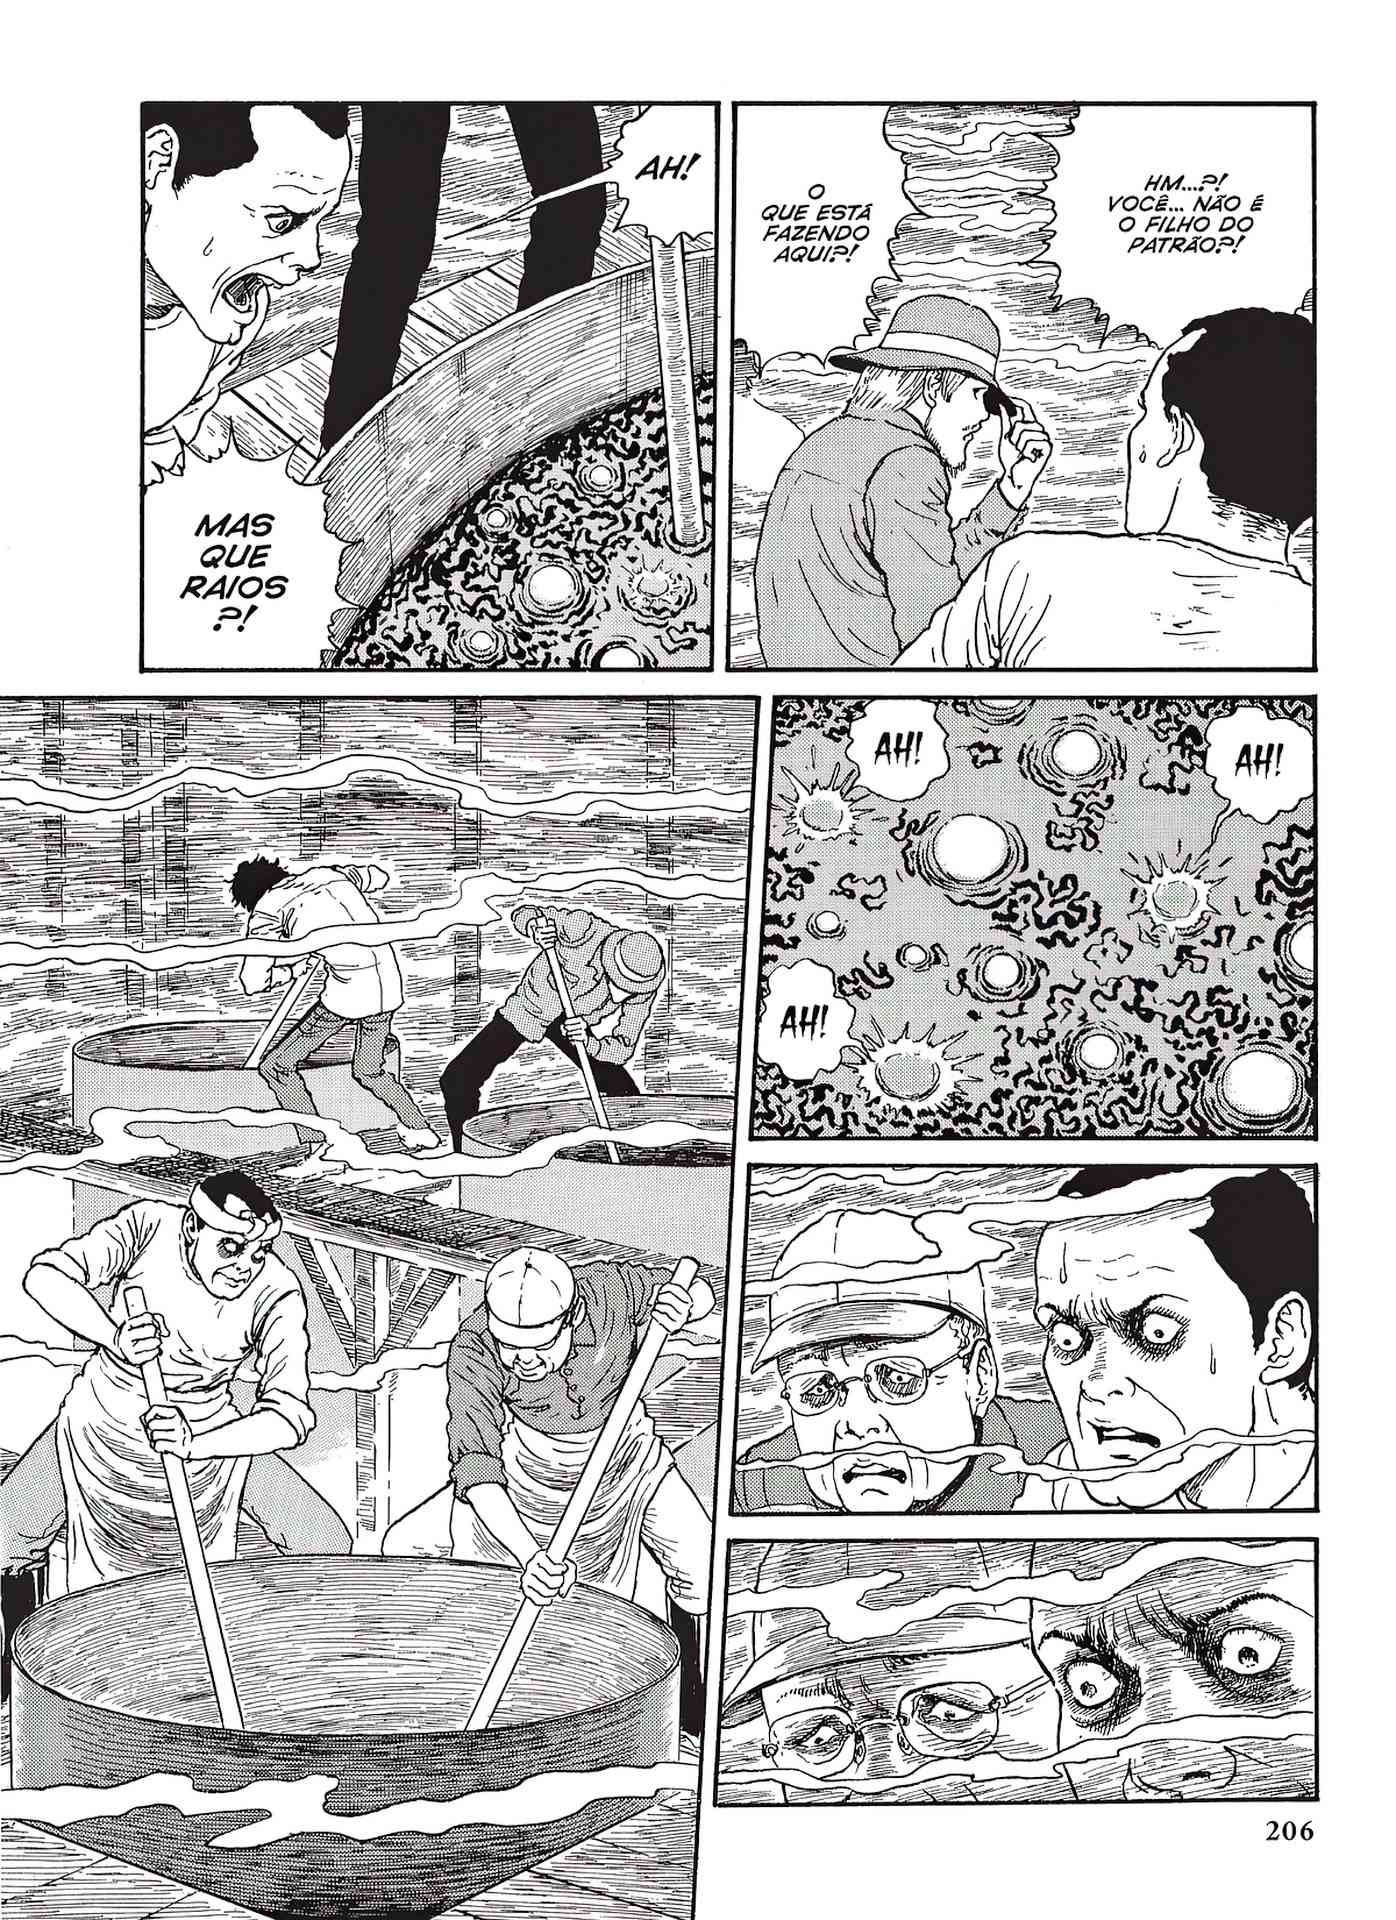 HM...?!
VOCÊ... NÃO É
O FILHO DO
PATRÃO?!
O
QUE ESTÁ
FAZENDO
AQUI?!
AH!
MAS
QUE
RAIOS
?!
AH!
AH!
AH!
206